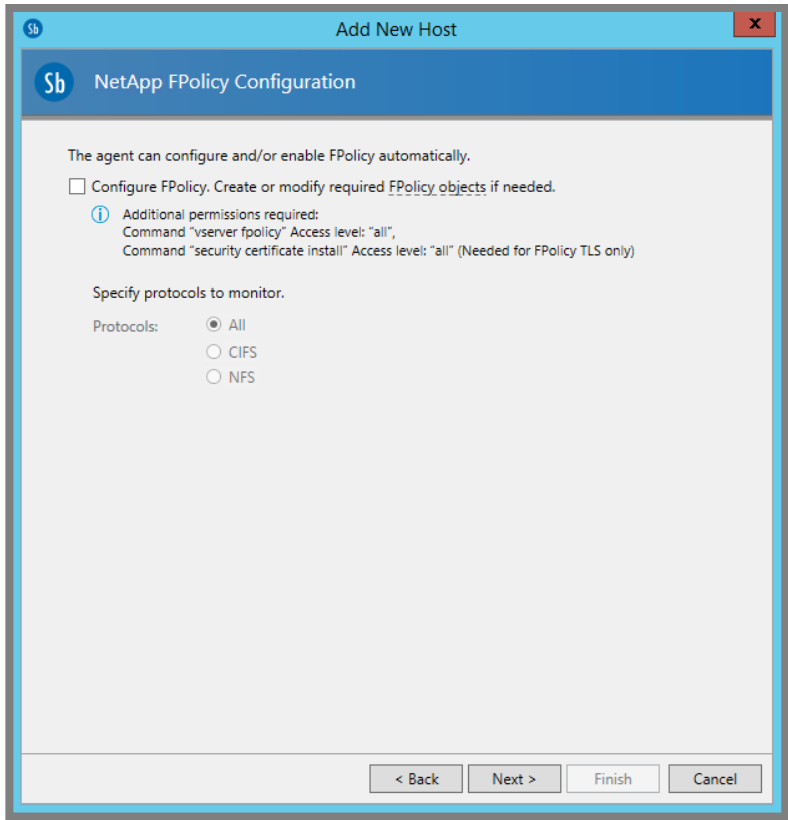 Sb
Add New Host
x
Sb
NetApp FPolicy Configuration
The agent can configure and/or enable FPolicy automatically.
Configure FPolicy. Create or modify required FPolicy objects if needed.
i
Additional permissions required:
Command “vserver fpolicy” Access level: “all”,
Command “security certificate install” Access level: “all” (Needed for FPolicy TLS only)
Specify protocols to monitor.
Protocols:
All
CIFS
NFS
< Back
Next >
Finish
Cancel